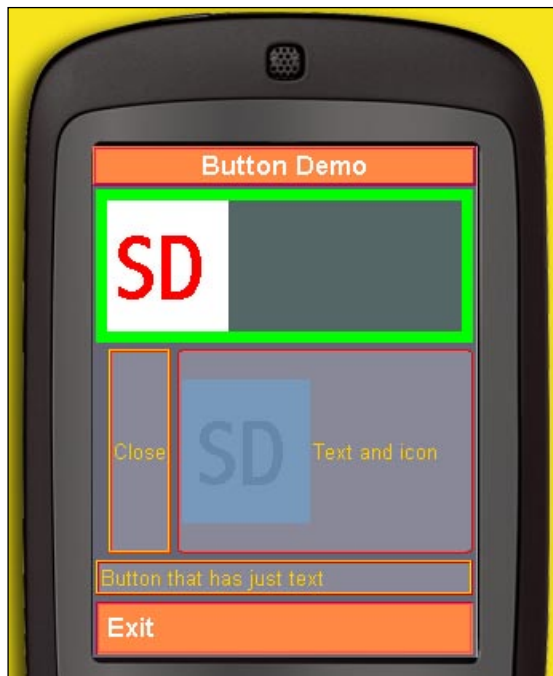 Button Demo
SD
Close
SD
Text and icon
Button that has just text
Exit